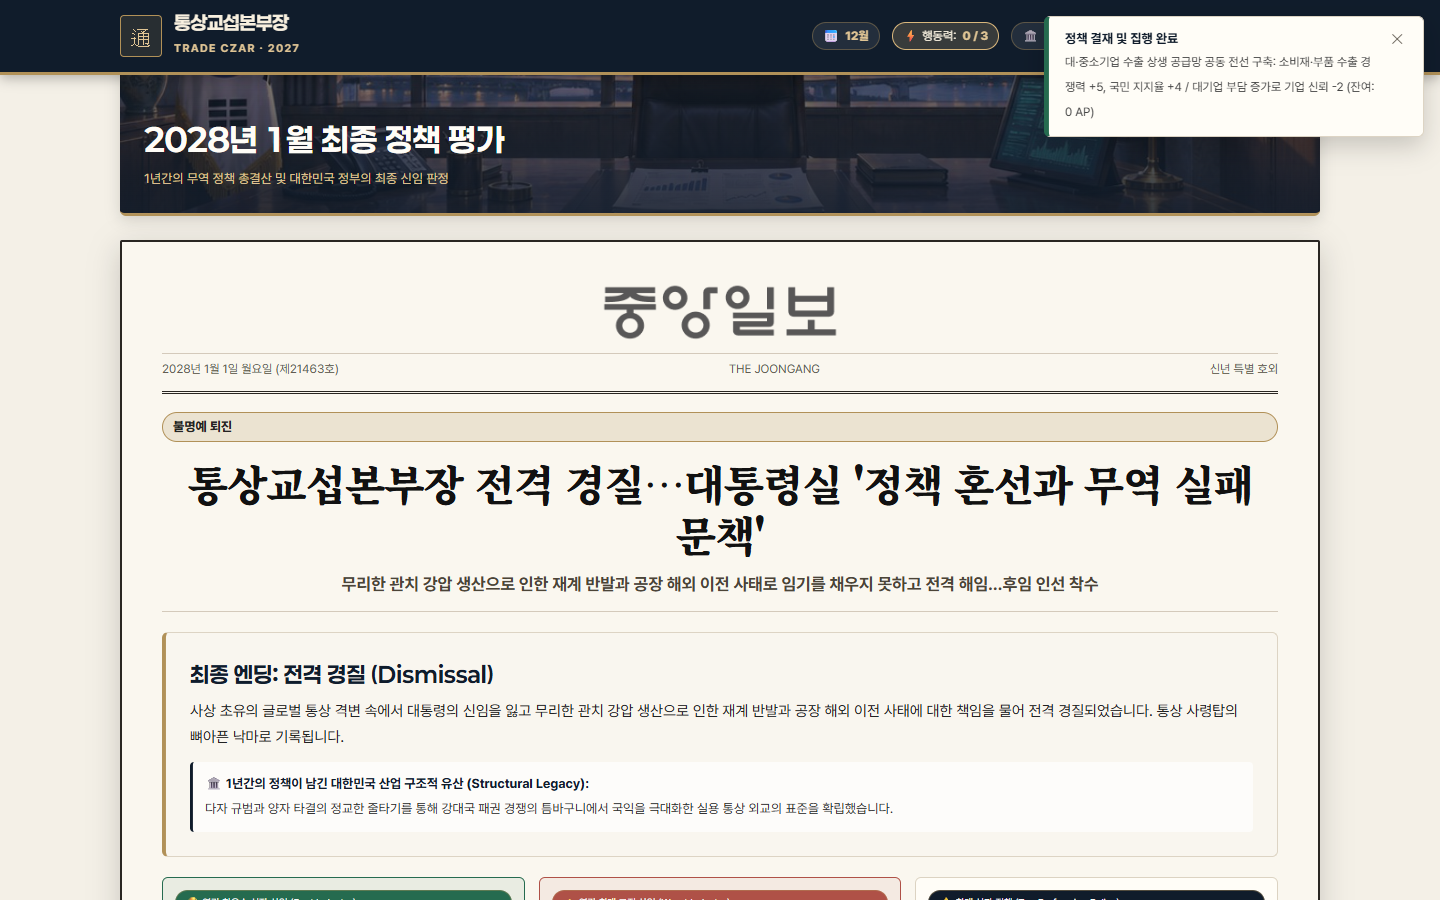 通
통상교섭본부장
TRADE CZAR · 2027
12월
행동력: 0 / 3
정책 결재 및 집행 완료
대·중소기업 수출 상생 공급망 공동 전선 구축: 소비재·부품 수출 경
쟁력 +5, 국민 지지율 +4 / 대기업 부담 증가로 기업 신뢰 -2 (잔여:
0 AP)
2028년 1월 최종 정책 평가
1년간의 무역 정책 총결산 및 대한민국 정부의 최종 신임 판정
중앙일보
2028년 1월 1일 월요일 (제21463호)
THE JOONGANG
신년 특별 호외
불명예 퇴진
통상교섭본부장 전격 경질…대통령실 '정책 혼선과 무역 실패
문책'
무리한 관치 강압 생산으로 인한 재계 반발과 공장 해외 이전 사태로 임기를 채우지 못하고 전격 해임...후임 인선 착수
최종 엔딩: 전격 경질 (Dismissal)
사상 초유의 글로벌 통상 격변 속에서 대통령의 신임을 잃고 무리한 관치 강압 생산으로 인한 재계 반발과 공장 해외 이전 사태에 대한 책임을 물어 전격 경질되었습니다. 통상 사령탑의
뼈아픈 낙마로 기록됩니다.
1년간의 정책이 남긴 대한민국 산업 구조적 유산 (Structural Legacy):
다자 규범과 양자 타결의 정교한 줄타기를 통해 강대국 패권 경쟁의 틈바구니에서 국익을 극대화한 실용 통상 외교의 표준을 확립했습니다.